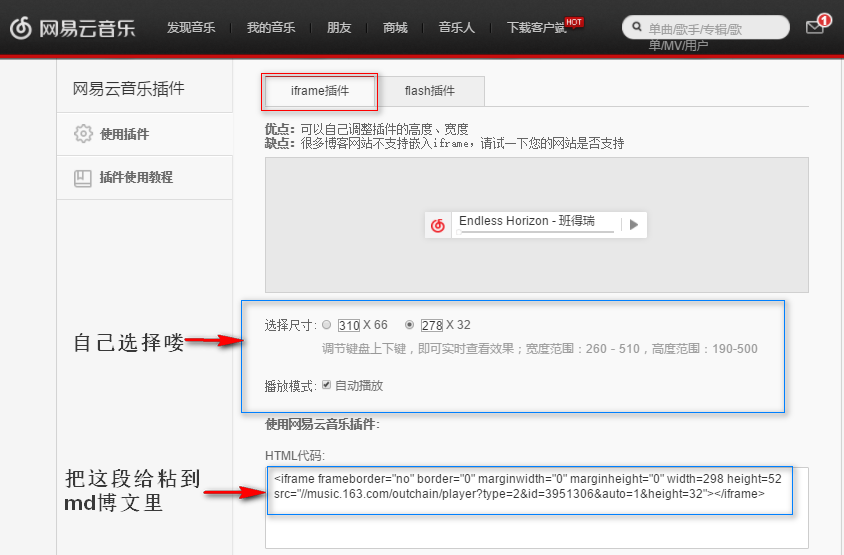 网易云音乐 发现音乐 我的音乐 朋友 商城 音乐人 下载客户端 HOT 单曲/歌手/专辑/歌 1
单/MV/用户
网易云音乐插件
使用插件
插件使用教程
iframe插件 flash插件
优点：可以自己调整插件的高度、宽度
缺点：很多博客网站不支持嵌入iframe，请试一下您的网站是否支持
Endless Horizon - 班得瑞
自己选择喽
选择尺寸: 310 X 66 278 X 32
调节键盘上下键，即可实时查看效果；宽度范围：260 - 510，高度范围：190-500
播放模式: 自动播放
使用网易云音乐插件:
HTML代码:
把这段给粘到
md博文里
<iframe frameborder="no" border="0" marginwidth="0" marginheight="0" width=298 height=52
src="//music.163.com/outchain/player?type=2&id=3951306&auto=1&height=32"></iframe>